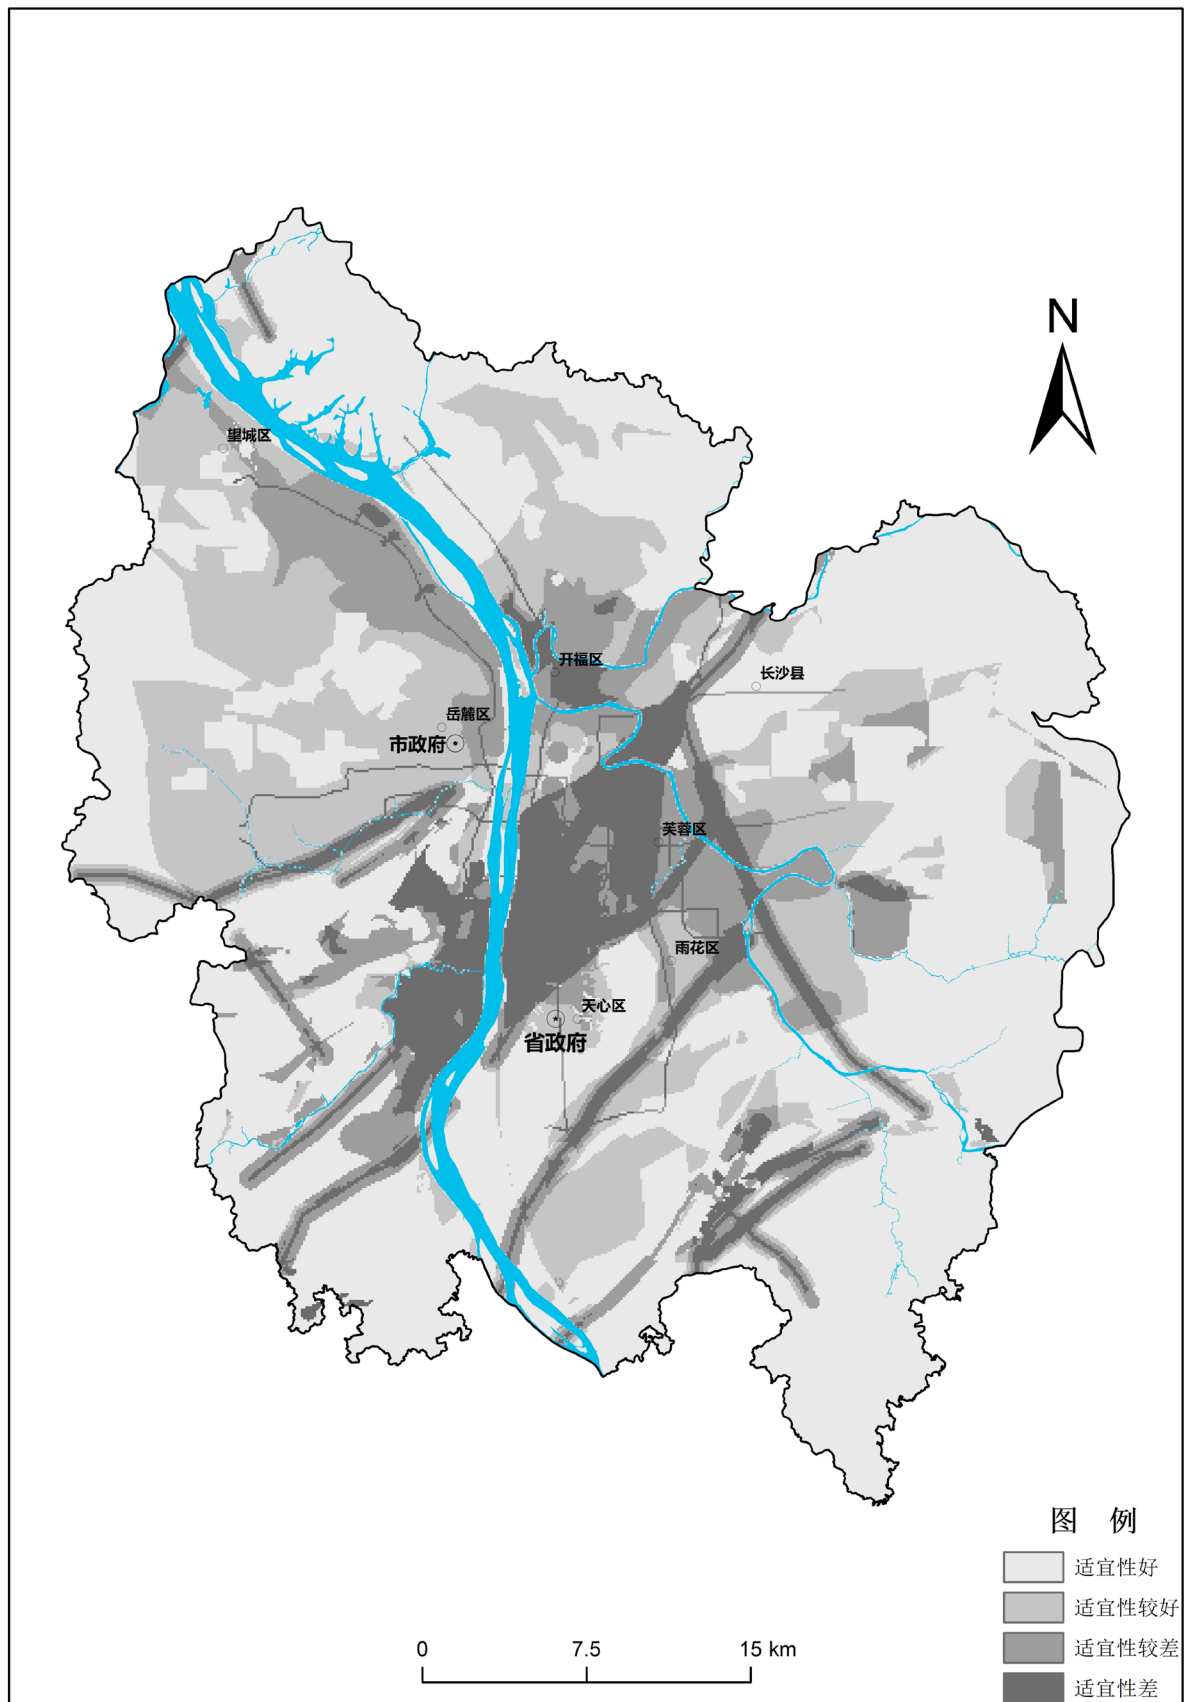 N
望城区
开福区
长沙县
岳麓区
市政府
芙蓉区
雨花区
天心区
省政府
图 例
适宜性好
适宜性较好
适宜性较差
适宜性差
0 7.5 15 km